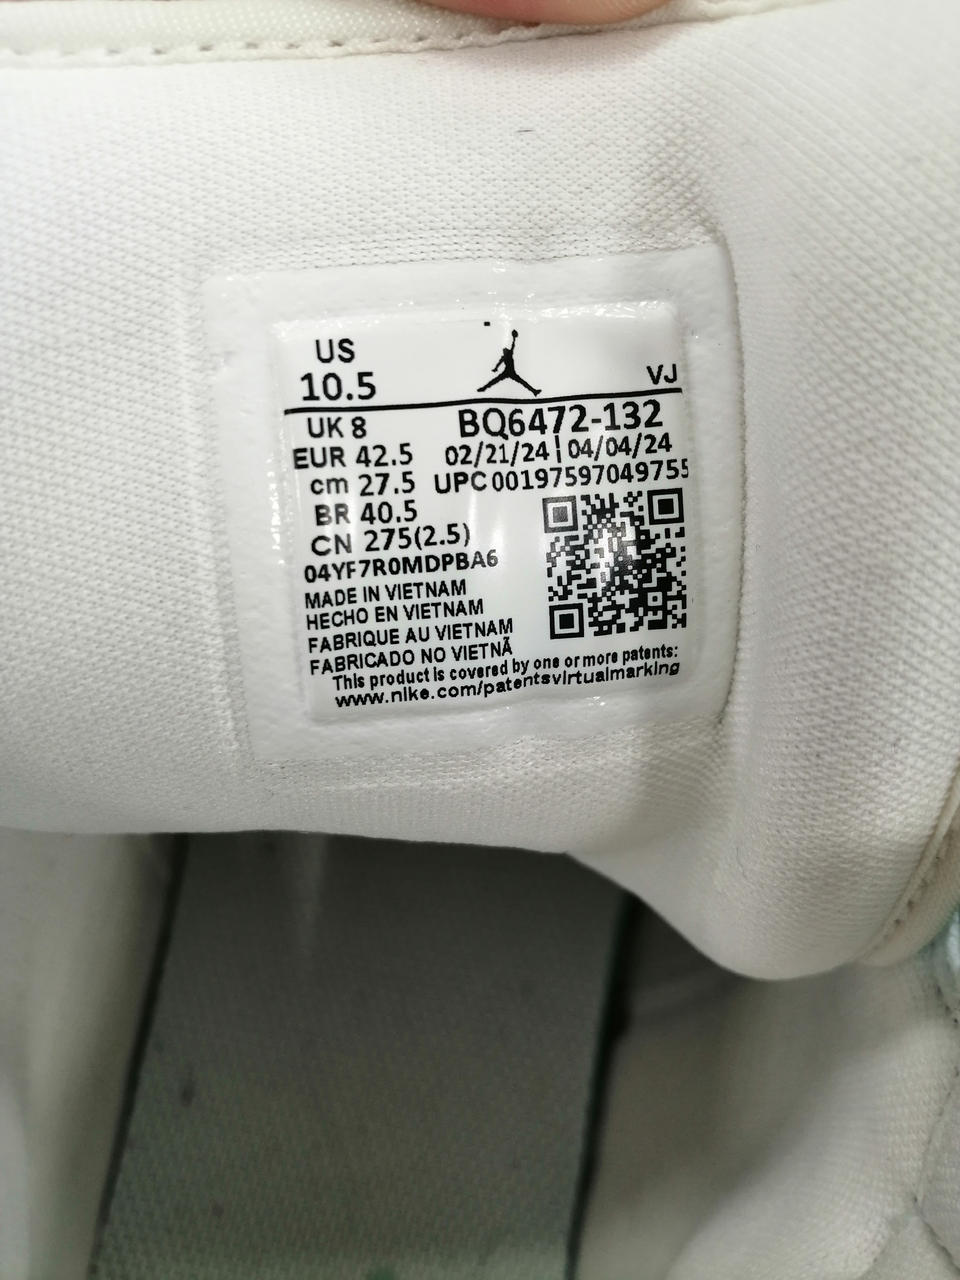 US
10.5
VJ
UK 8
BQ6472-132
EUR 42.5
02/21/24 | 04/04/24
cm 27.5
UPC 00197597049755
BR 40.5
CN 275(2.5)
04YF7R0MDPBA6
MADE IN VIETNAM
HECHO EN VIETNAM
FABRIQUE AU VIETNAM
FABRICADO NO VIETNÃ
This product is covered by one or more patents:
www.nike.com/patentsvirtualmarking